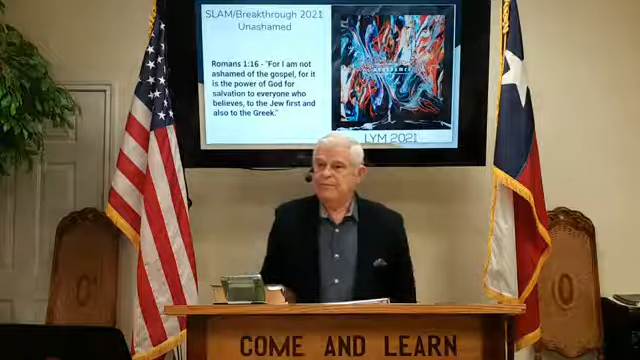 SLAM/Breakthrough 2021
Unashamed
Romans 1:16 - "For I am not
ashamed of the gospel, for it
is the power of God for
salvation to everyone who
believes, to the Jew first and
also to the Greek."
LYM 2021
COME AND LEARN